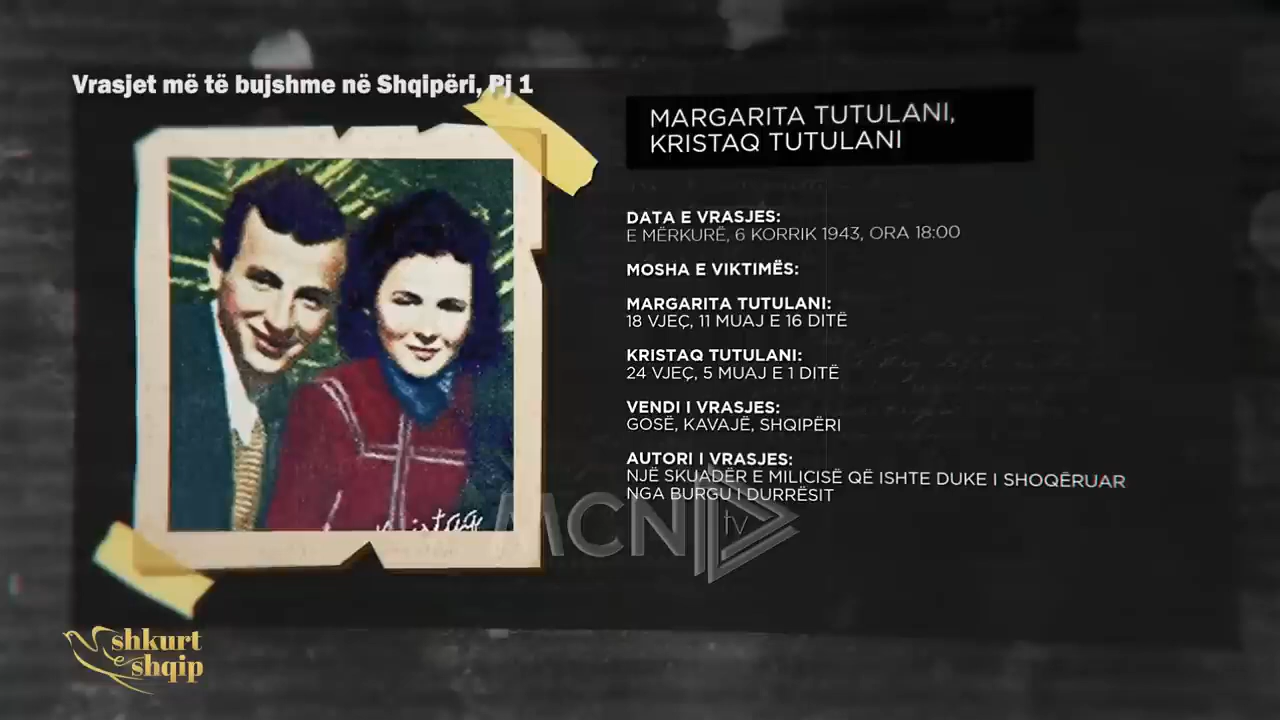 Vrasjet më të bujshme në Shqipëri, Pj 1
MARGARITA TUTULANI,
KRISTAQ TUTULANI
DATA E VRASJES:
E MËRKURË, 6 KORRIK 1943, ORA 18:00
MOSHA E VIKTIMËS:
MARGARITA TUTULANI:
18 VJEÇ, 11 MUAJ E 16 DITË
KRISTAQ TUTULANI:
24 VJEÇ, 5 MUAJ E 1 DITË
VENDI I VRASJES:
GOSË, KAVAJË, SHQIPËRI
AUTORI I VRASJES:
NJË SKUADËR E MILICISË QË ISHTE DUKE I SHOQËRUAR
NGA BURGU I DURRËSIT
MCN tv
Kristaq
shkurt
e
shqip